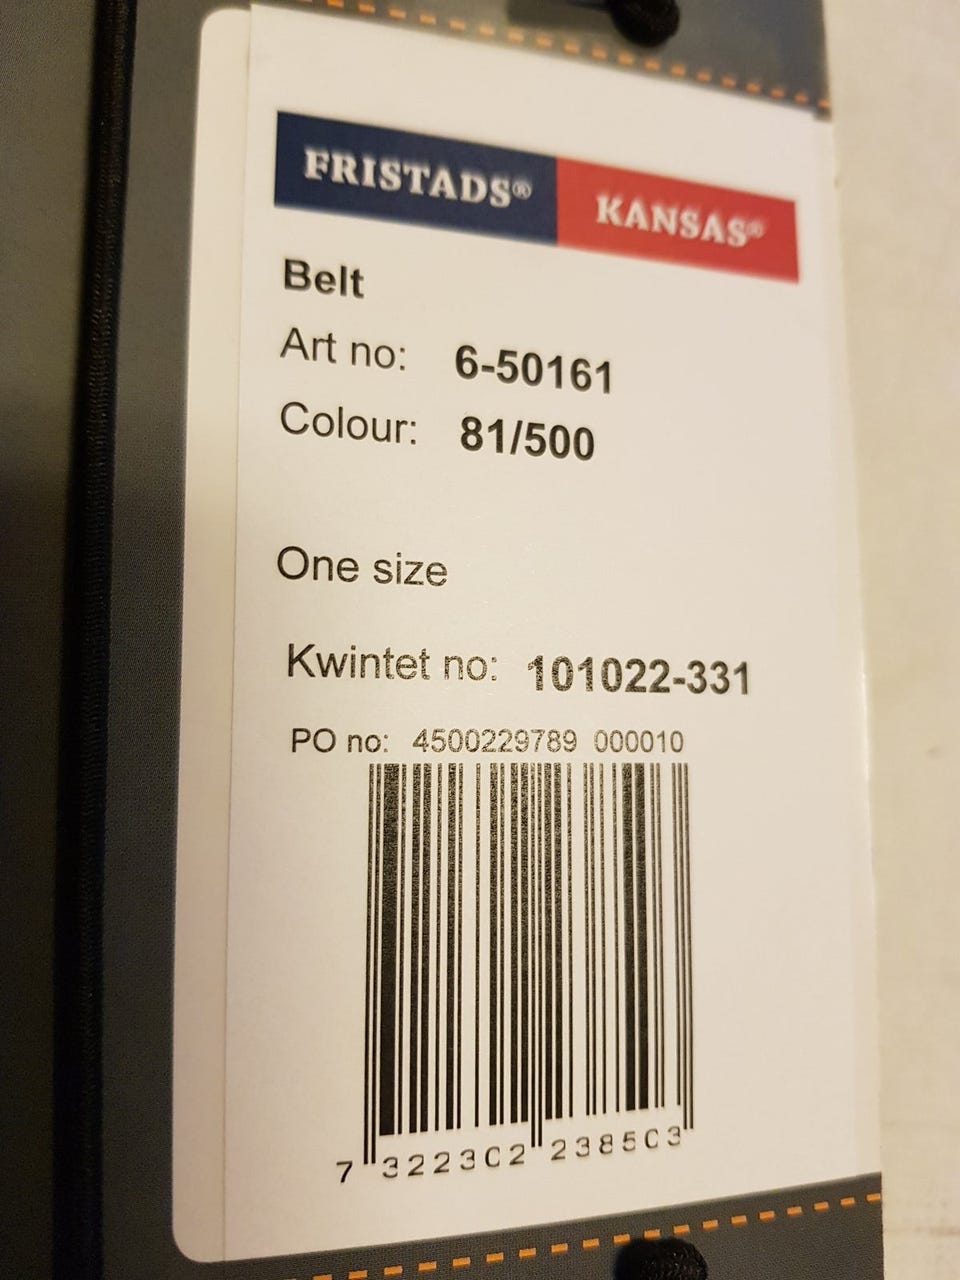 FRISTADS® KANSAS®
Belt
Art no: 6-50161
Colour: 81/500
One size
Kwintet no: 101022-331
PO no: 4500229789 000010
7 322302 238503